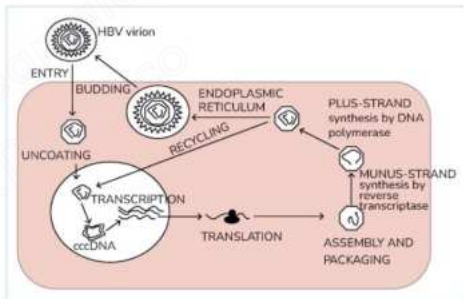 HBV virion
ENTRY
BUDDING
ENDOPLASMIC
RETICULUM
PLUS-STRAND
synthesis by DNA
polymerase
RECYCLING
UNCOATING
MUNUS-STRAND
synthesis by
reverse
transcriptase
TRANSCRIPTION
cccDNA
TRANSLATION
ASSEMBLY AND
PACKAGING